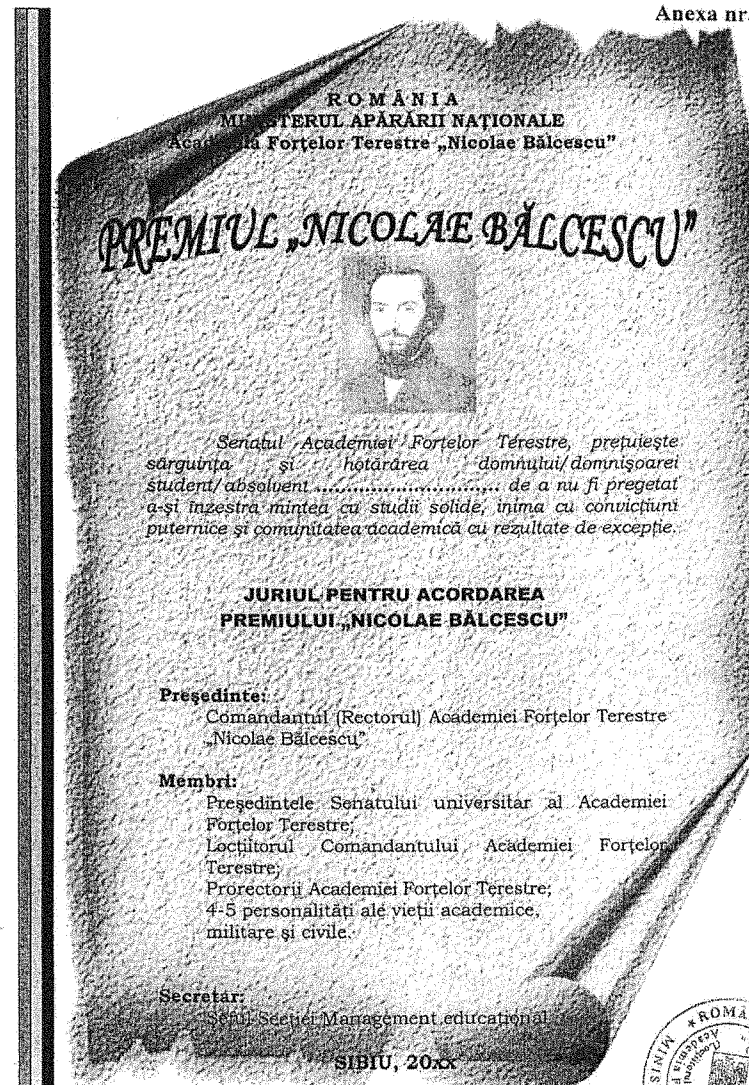 Anexa nr.
R O M Â N I A
MINISTERUL APĂRĂRII NAȚIONALE
Academia Forțelor Terestre „Nicolae Bălcescu”
PREMIUL „NICOLAE BĂLCESCU”
Senatul Academiei Forțelor Terestre, prețuiește
sârguința și hotărârea domnului/domnișoarei
student/absolvent ................................ de a nu fi pregetat
a-și înzestra mintea cu studii solide, inima cu convicțiuni
puternice și comunitatea academică cu rezultate de excepție.
JURIUL PENTRU ACORDAREA
PREMIULUI „NICOLAE BĂLCESCU”
Președinte:
Comandantul (Rectorul) Academiei Forțelor Terestre
„Nicolae Bălcescu”
Membri:
Președintele Senatului universitar al Academiei
Forțelor Terestre;
Locțiitorul Comandantului Academiei Forțelor
Terestre;
Prorectorii Academiei Forțelor Terestre;
4-5 personalități ale vieții academice,
militare și civile.
Secretar:
Șeful Secției Management educațional
SIBIU, 20xx